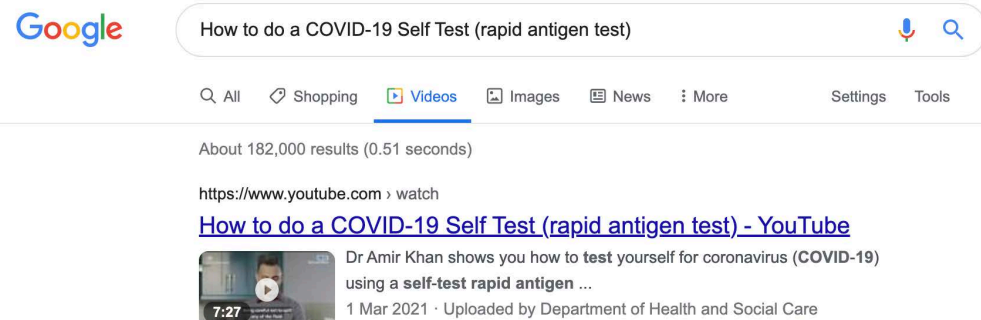 Google How to do a COVID-19 Self Test (rapid antigen test)
All Shopping Videos Images News More Settings Tools
About 182,000 results (0.51 seconds)
https://www.youtube.com › watch
How to do a COVID-19 Self Test (rapid antigen test) - YouTube
Dr Amir Khan shows you how to test yourself for coronavirus (COVID-19)
using a self-test rapid antigen ...
7:27 1 Mar 2021 · Uploaded by Department of Health and Social Care